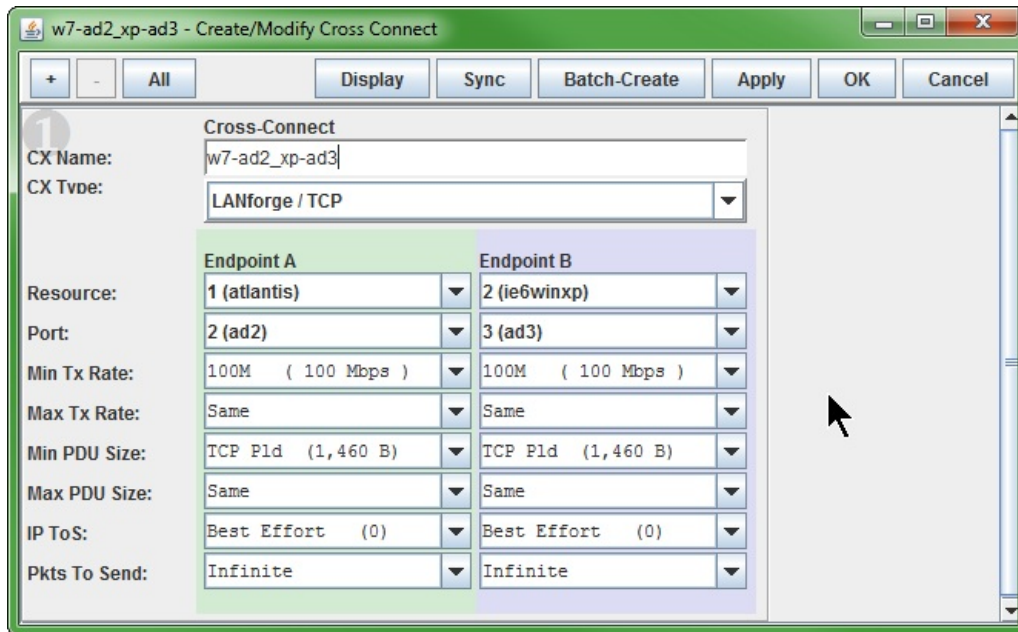 w7-ad2_xp-ad3 - Create/Modify Cross Connect
+ - All Display Sync Batch-Create Apply OK Cancel
1
Cross-Connect
CX Name: w7-ad2_xp-ad3
CX Type: LANforge / TCP
Endpoint A Endpoint B
Resource: 1 (atlantis) 2 (ie6winxp)
Port: 2 (ad2) 3 (ad3)
Min Tx Rate: 100M ( 100 Mbps ) 100M ( 100 Mbps )
Max Tx Rate: Same Same
Min PDU Size: TCP Pld (1,460 B) TCP Pld (1,460 B)
Max PDU Size: Same Same
IP ToS: Best Effort (0) Best Effort (0)
Pkts To Send: Infinite Infinite